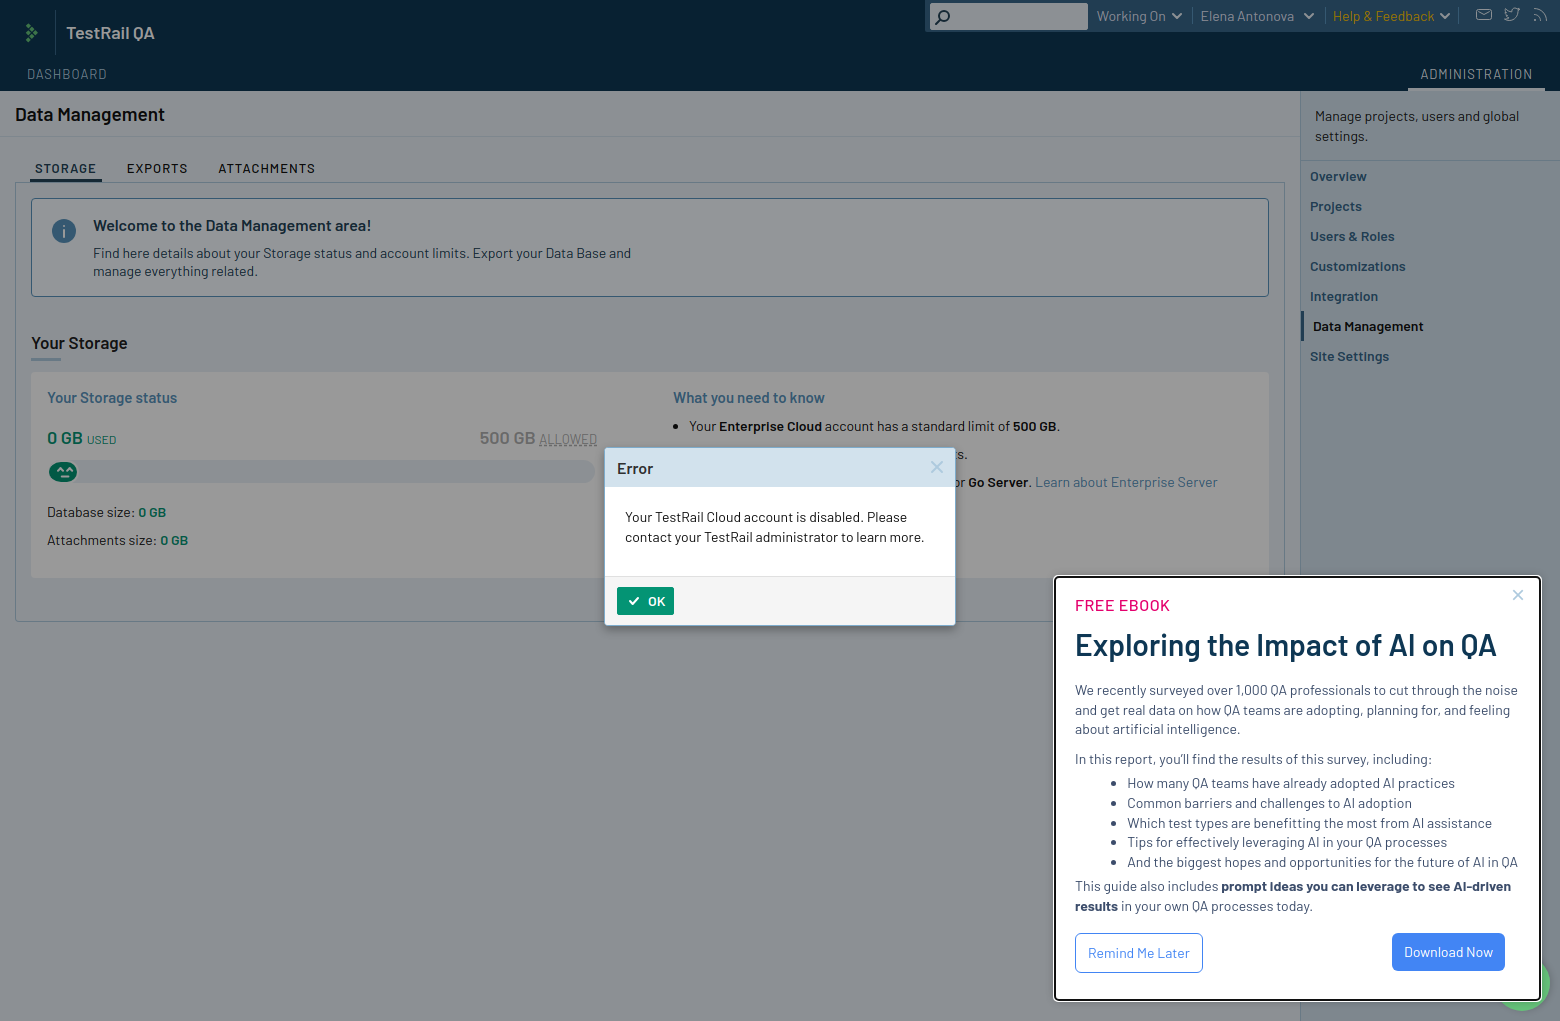 TestRail QA
Working On
Elena Antonova
Help & Feedback
DASHBOARD
ADMINISTRATION
Data Management
Manage projects, users and global
settings.
STORAGE
EXPORTS
ATTACHMENTS
Overview
Projects
Users & Roles
Customizations
Integration
Data Management
Site Settings
Welcome to the Data Management area!
Find here details about your Storage status and account limits. Export your Data Base and
manage everything related.
Your Storage
Your Storage status
0 GB USED
500 GB ALLOWED
Database size: 0 GB
Attachments size: 0 GB
What you need to know
Your Enterprise Cloud account has a standard limit of 500 GB.
Go Server. Learn about Enterprise Server
Error
Your TestRail Cloud account is disabled. Please
contact your TestRail administrator to learn more.
OK
FREE EBOOK
Exploring the Impact of AI on QA
We recently surveyed over 1,000 QA professionals to cut through the noise
and get real data on how QA teams are adopting, planning for, and feeling
about artificial intelligence.
In this report, you'll find the results of this survey, including:
How many QA teams have already adopted AI practices
Common barriers and challenges to AI adoption
Which test types are benefitting the most from AI assistance
Tips for effectively leveraging AI in your QA processes
And the biggest hopes and opportunities for the future of AI in QA
This guide also includes prompt ideas you can leverage to see AI-driven
results in your own QA processes today.
Remind Me Later
Download Now